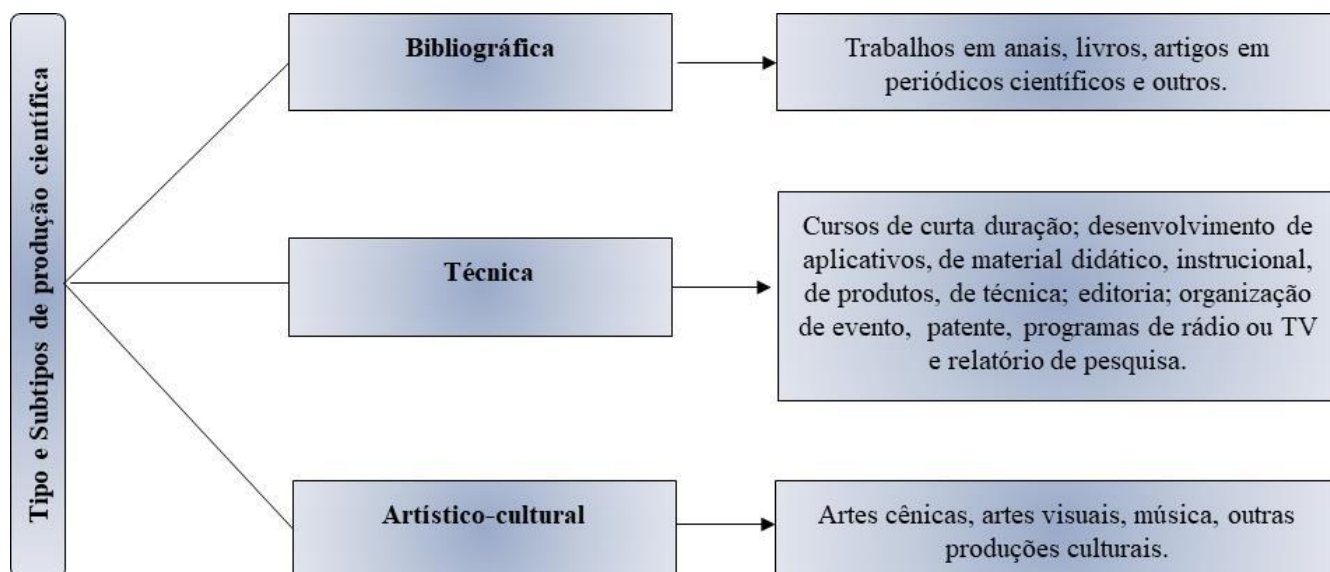 Tipo e Subtipos de produção científica
Bibliográfica
Trabalhos em anais, livros, artigos em
periódicos científicos e outros.
Técnica
Cursos de curta duração; desenvolvimento de
aplicativos, de material didático, instrucional,
de produtos, de técnica; editoria; organização
de evento, patente, programas de rádio ou TV
e relatório de pesquisa.
Artístico-cultural
Artes cênicas, artes visuais, música, outras
produções culturais.